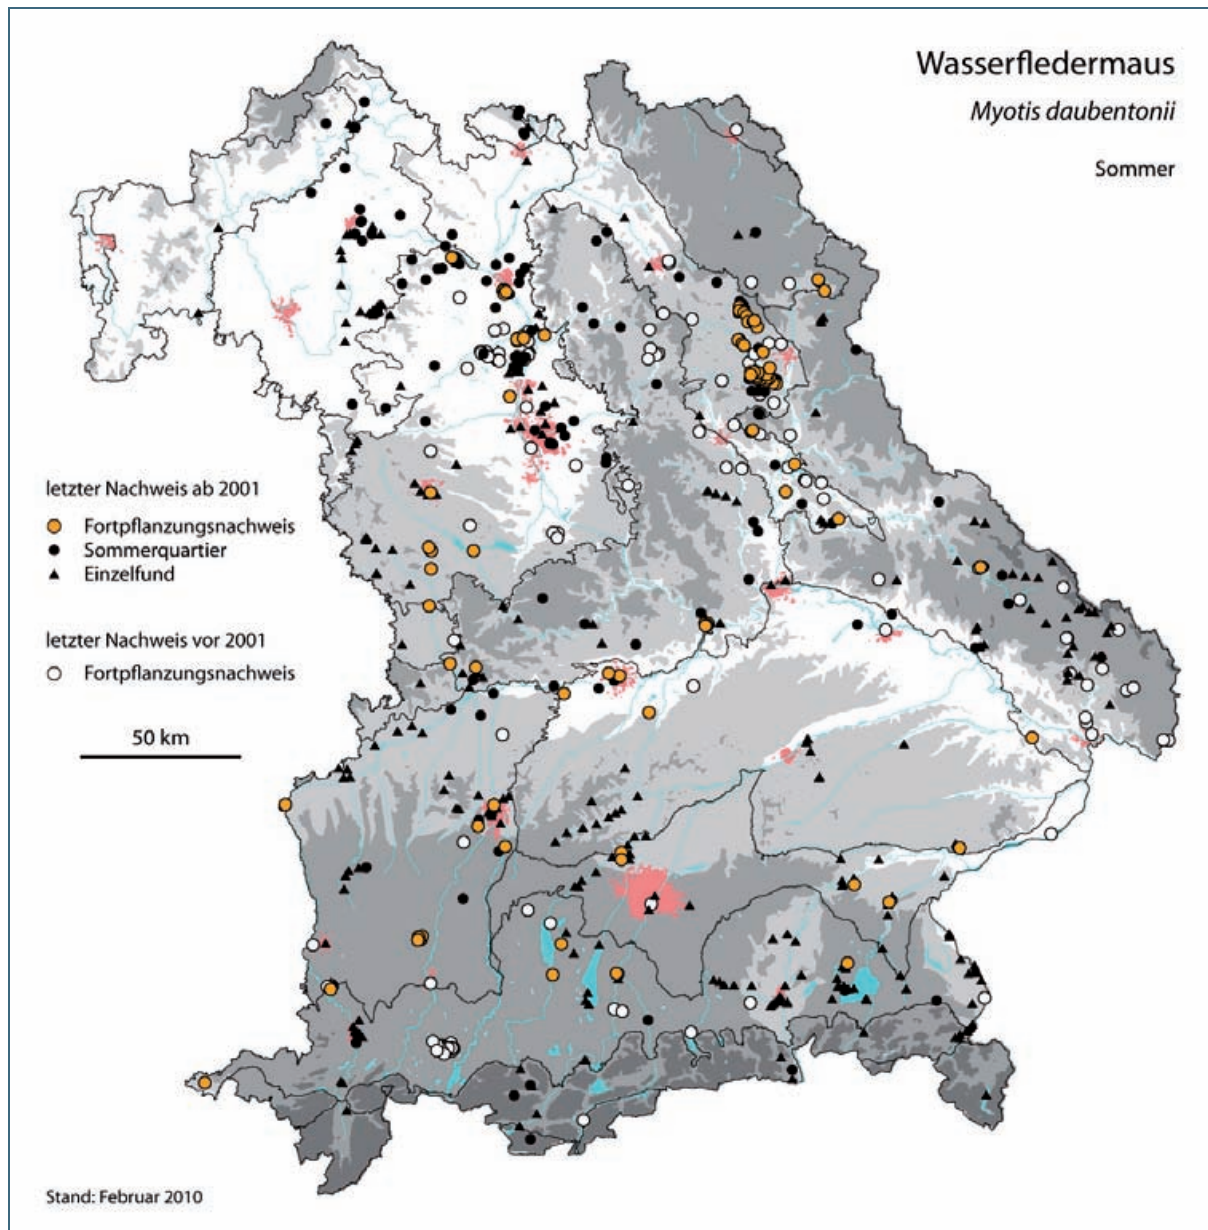 Wasserfledermaus
Myotis daubentonii
Sommer
letzter Nachweis ab 2001
Fortpflanzungsnachweis
Sommerquartier
Einzelfund
letzter Nachweis vor 2001
Fortpflanzungsnachweis
50 km
Stand: Februar 2010